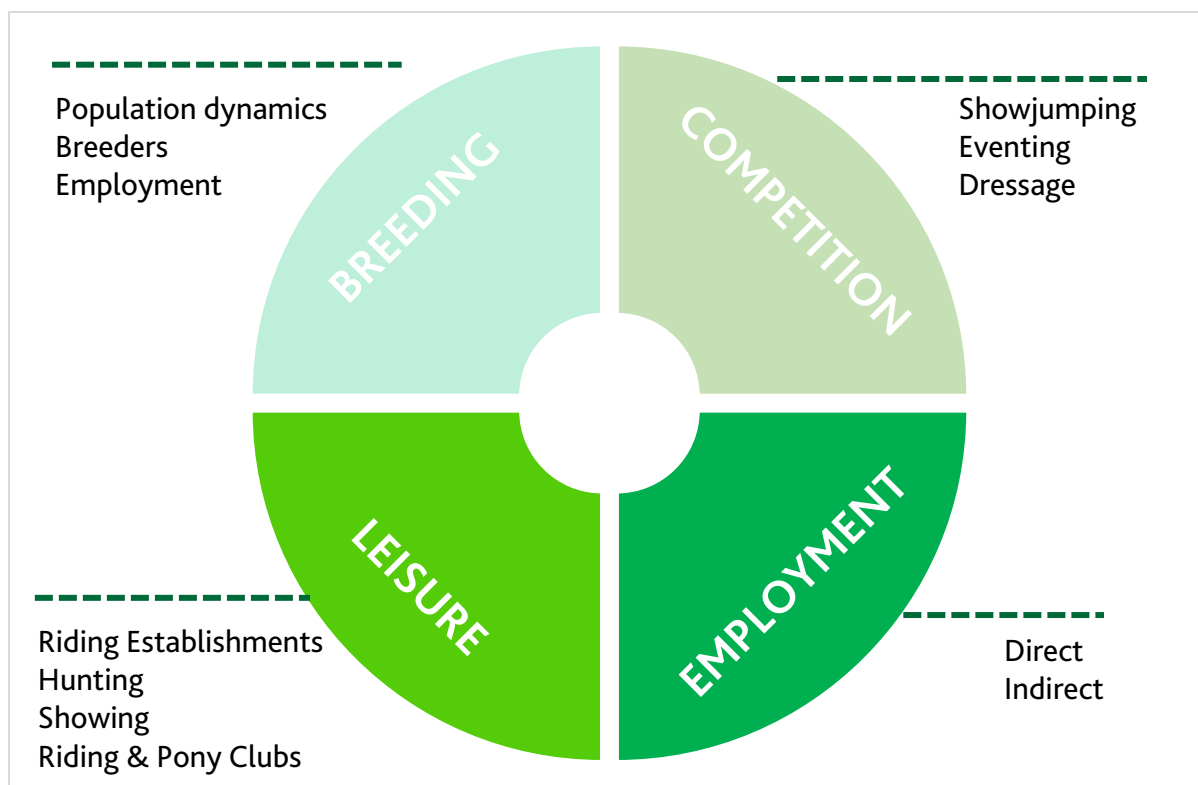 Population dynamics
Breeders
Employment
BREEDING
COMPETITION
Showjumping
Eventing
Dressage
LEISURE
Riding Establishments
Hunting
Showing
Riding & Pony Clubs
EMPLOYMENT
Direct
Indirect